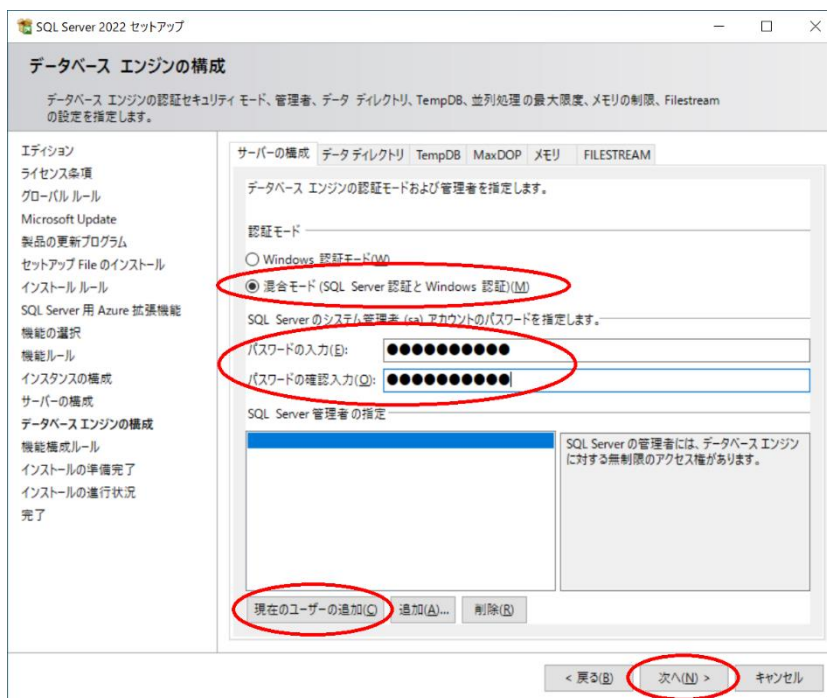 SQL Server 2022 セットアップ
データベース エンジンの構成
データベース エンジンの認証セキュリティ モード、管理者、データ ディレクトリ、TempDB、並列処理の最大限度、メモリの制限、Filestream
の設定を指定します。
エディション
ライセンス条項
グローバル ルール
Microsoft Update
製品の更新プログラム
セットアップ File のインストール
インストール ルール
SQL Server 用 Azure 拡張機能
機能の選択
機能ルール
インスタンスの構成
サーバーの構成
データベース エンジンの構成
機能構成ルール
インストールの準備完了
インストールの進行状況
完了
サーバーの構成 データ ディレクトリ TempDB MaxDOP メモリ FILESTREAM
データベース エンジンの認証モードおよび管理者を指定します。
認証モード
Windows 認証モード(W)
混合モード (SQL Server 認証と Windows 認証)(M)
SQL Server のシステム管理者 (sa) アカウントのパスワードを指定します。
パスワードの入力(E): ●●●●●●●●●●
パスワードの確認入力(O): ●●●●●●●●●●
SQL Server 管理者の指定
SQL Server の管理者には、データベース エンジン
に対する無制限のアクセス権があります。
現在のユーザーの追加(C) 追加(A)... 削除(R)
< 戻る(B) 次へ(N) > キャンセル